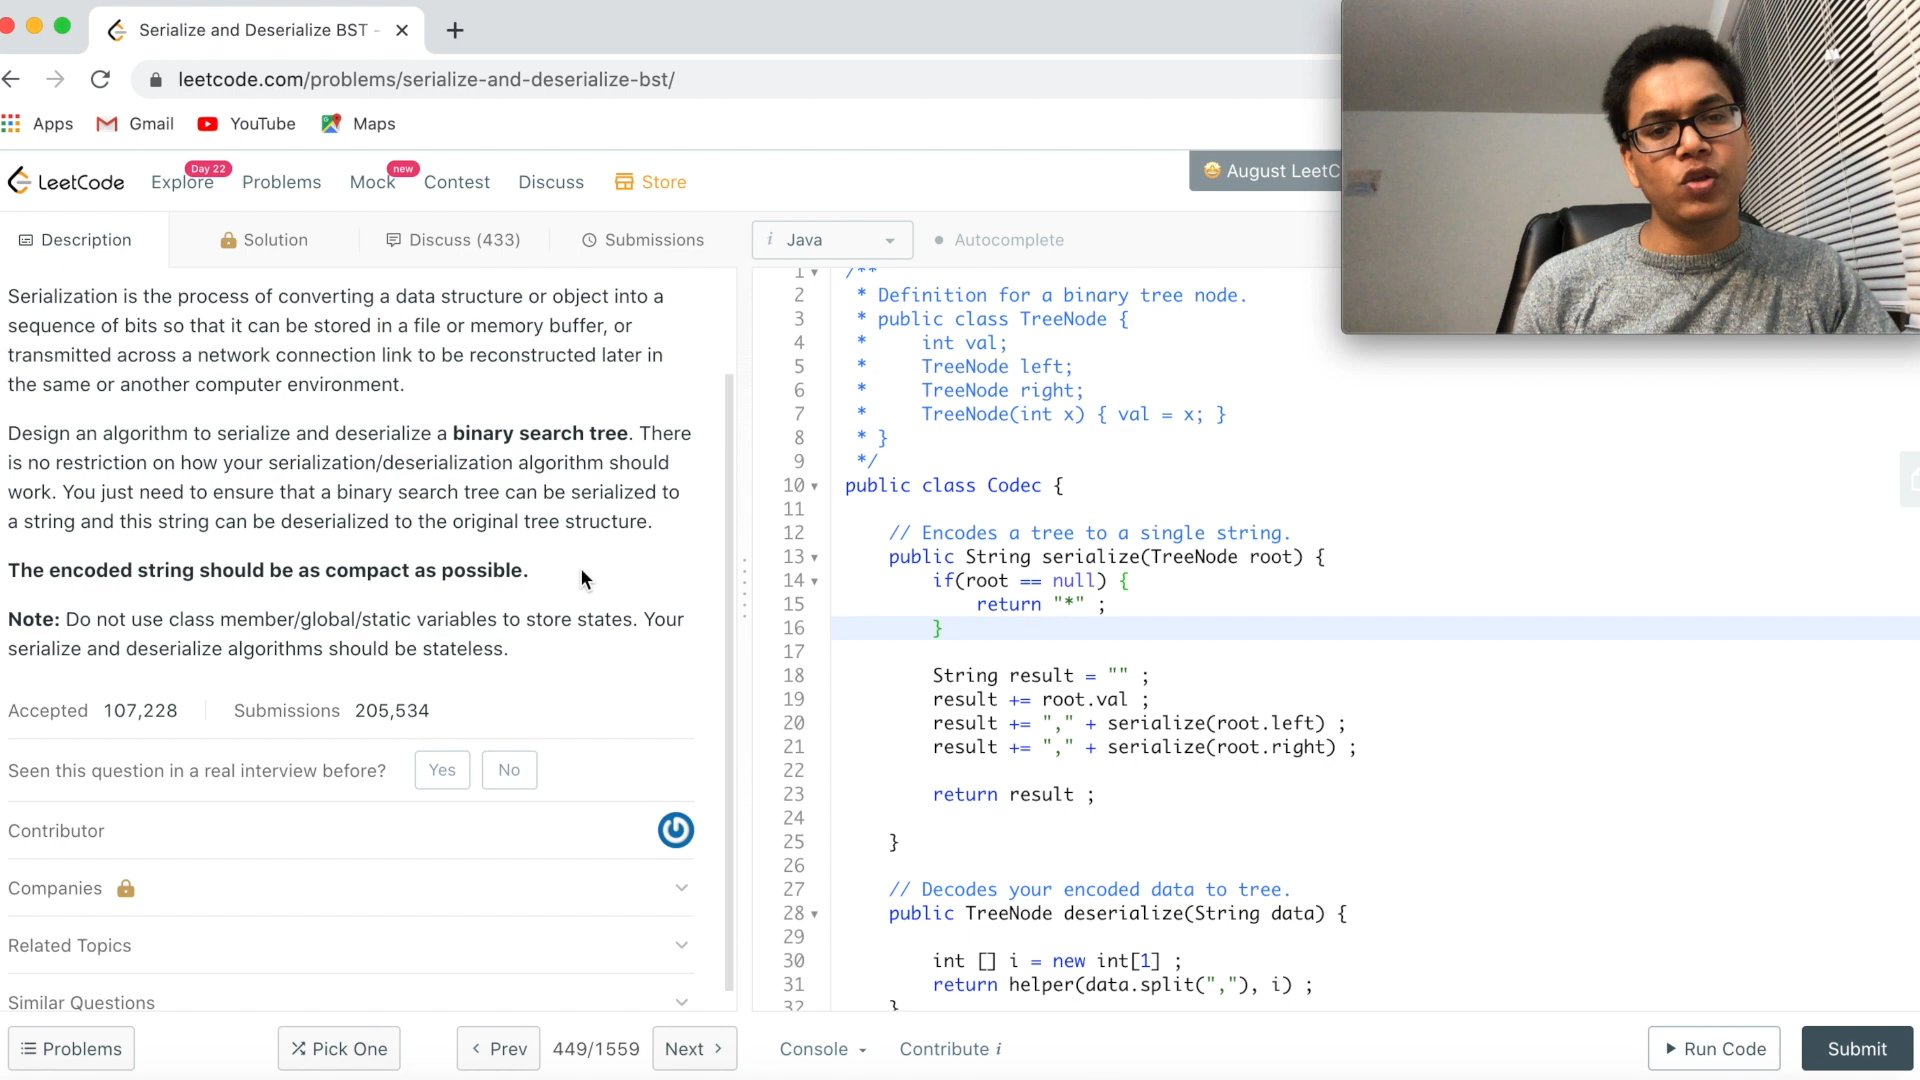 Serialize and Deserialize BST -
leetcode.com/problems/serialize-and-deserialize-bst/
Apps Gmail YouTube Maps
LeetCode Explore Day 22 Problems Mock new Contest Discuss Store
August LeetC
Description Solution Discuss (433) Submissions
i Java Autocomplete
Serialization is the process of converting a data structure or object into a
sequence of bits so that it can be stored in a file or memory buffer, or
transmitted across a network connection link to be reconstructed later in
the same or another computer environment.
Design an algorithm to serialize and deserialize a binary search tree. There
is no restriction on how your serialization/deserialization algorithm should
work. You just need to ensure that a binary search tree can be serialized to
a string and this string can be deserialized to the original tree structure.
The encoded string should be as compact as possible.
Note: Do not use class member/global/static variables to store states. Your
serialize and deserialize algorithms should be stateless.
Accepted 107,228 Submissions 205,534
Seen this question in a real interview before? Yes No
Contributor
Companies
Related Topics
Similar Questions
1 /**
2 * Definition for a binary tree node.
3 * public class TreeNode {
4 * int val;
5 * TreeNode left;
6 * TreeNode right;
7 * TreeNode(int x) { val = x; }
8 * }
9 */
10 public class Codec {
11
12 // Encodes a tree to a single string.
13 public String serialize(TreeNode root) {
14 if(root == null) {
15 return "*" ;
16 }
17
18 String result = "" ;
19 result += root.val ;
20 result += "," + serialize(root.left) ;
21 result += "," + serialize(root.right) ;
22
23 return result ;
24
25 }
26
27 // Decodes your encoded data to tree.
28 public TreeNode deserialize(String data) {
29
30 int [] i = new int[1] ;
31 return helper(data.split(","), i) ;
32 }
Problems Pick One < Prev 449/1559 Next > Console Contribute i Run Code Submit